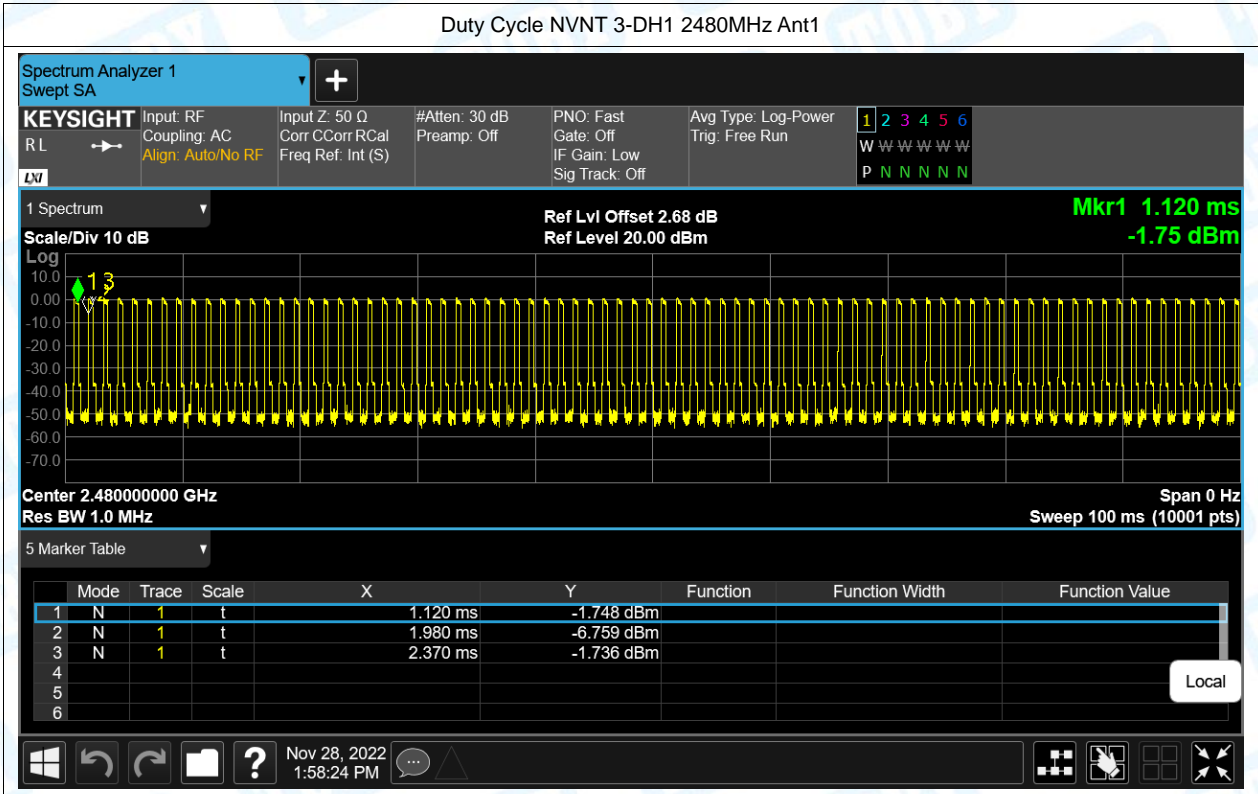 Duty Cycle NVNT 3-DH1 2480MHz Ant1
Spectrum Analyzer 1
Swept SA
KEYSIGHT
R L
LXI
Input: RF
Coupling: AC
Align: Auto/No RF
Input Z: 50 Ω
Corr CCorr RCal
Freq Ref: Int (S)
#Atten: 30 dB
Preamp: Off
PNO: Fast
Gate: Off
IF Gain: Low
Sig Track: Off
Avg Type: Log-Power
Trig: Free Run
1 2 3 4 5 6
W W W W W W
P N N N N N
1 Spectrum
Scale/Div 10 dB
Ref Lvl Offset 2.68 dB
Ref Level 20.00 dBm
Mkr1 1.120 ms
-1.75 dBm
Log
10.0
0.00
-10.0
-20.0
-30.0
-40.0
-50.0
-60.0
-70.0
1 3
2
Center 2.480000000 GHz
Res BW 1.0 MHz
Span 0 Hz
Sweep 100 ms (10001 pts)
5 Marker Table
Mode Trace Scale X Y Function Function Width Function Value
1 N 1 t 1.120 ms -1.748 dBm
2 N 1 t 1.980 ms -6.759 dBm
3 N 1 t 2.370 ms -1.736 dBm
4
5
6
Local
Nov 28, 2022
1:58:24 PM